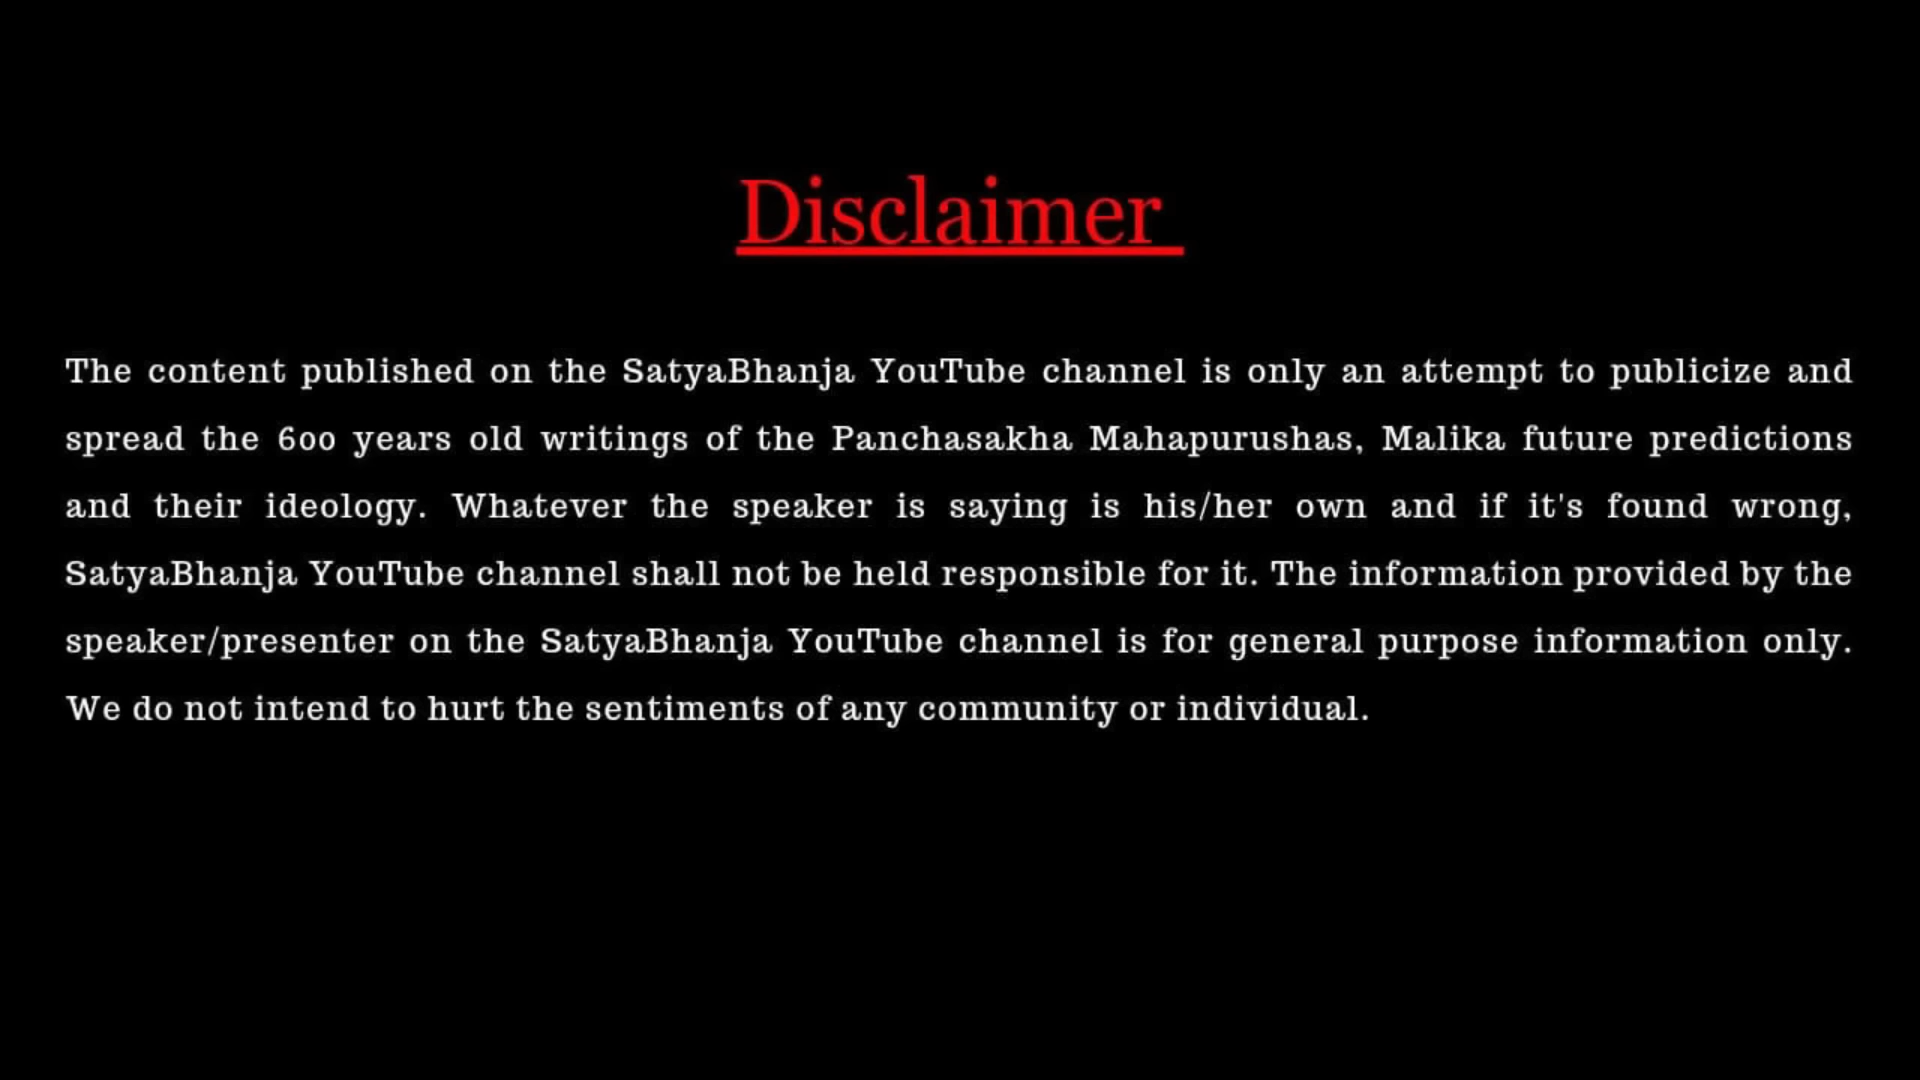 Disclaimer
The content published on the SatyaBhanja YouTube channel is only an attempt to publicize and
spread the 600 years old writings of the Panchasakha Mahapurushas, Malika future predictions
and their ideology. Whatever the speaker is saying is his/her own and if it's found wrong,
SatyaBhanja YouTube channel shall not be held responsible for it. The information provided by the
speaker/presenter on the SatyaBhanja YouTube channel is for general purpose information only.
We do not intend to hurt the sentiments of any community or individual.